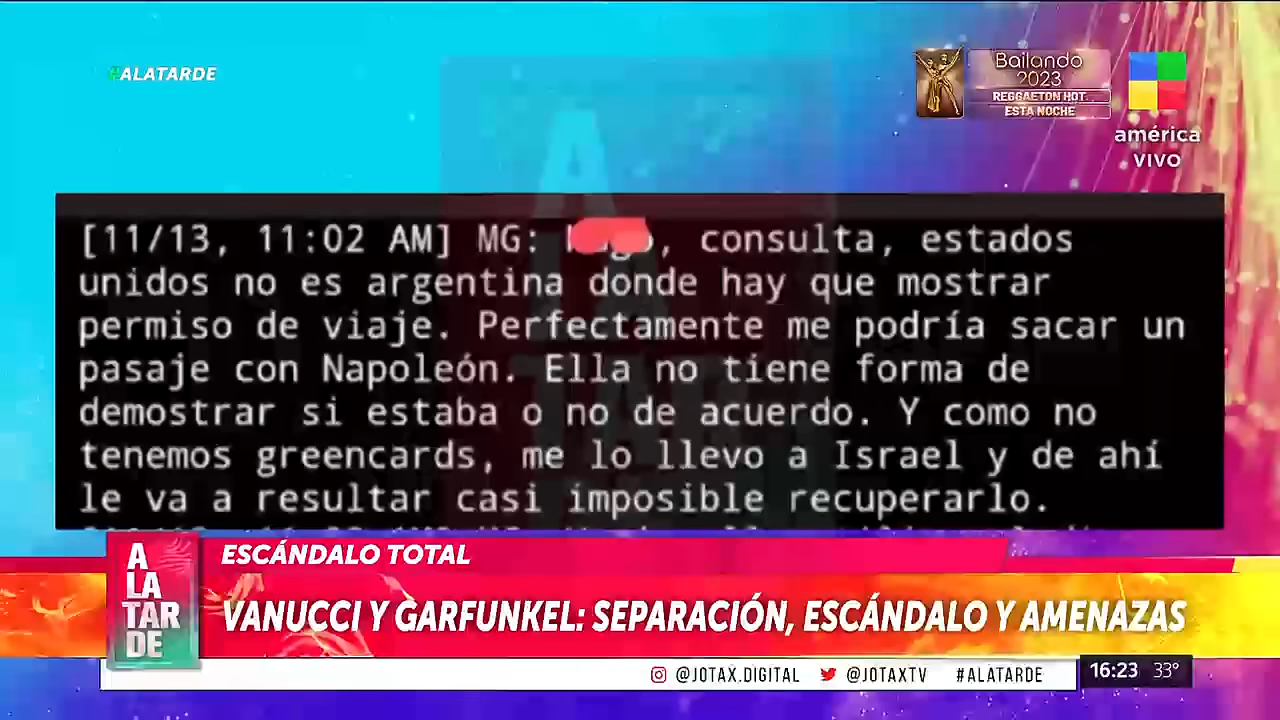 #ALATARDE
Bailando
2023
REGGAETON HOT
ESTA NOCHE
américa
VIVO
[11/13, 11:02 AM] MG: , consulta, estados
unidos no es argentina donde hay que mostrar
permiso de viaje. Perfectamente me podría sacar un
pasaje con Napoleón. Ella no tiene forma de
demostrar si estaba o no de acuerdo. Y como no
tenemos greencards, me lo llevo a Israel y de ahí
le va a resultar casi imposible recuperarlo.
A
LA
TAR
DE
ESCÁNDALO TOTAL
VANUCCI Y GARFUNKEL: SEPARACIÓN, ESCÁNDALO Y AMENAZAS
@JOTAX.DIGITAL @JOTAXTV #ALATARDE
16:23 33°